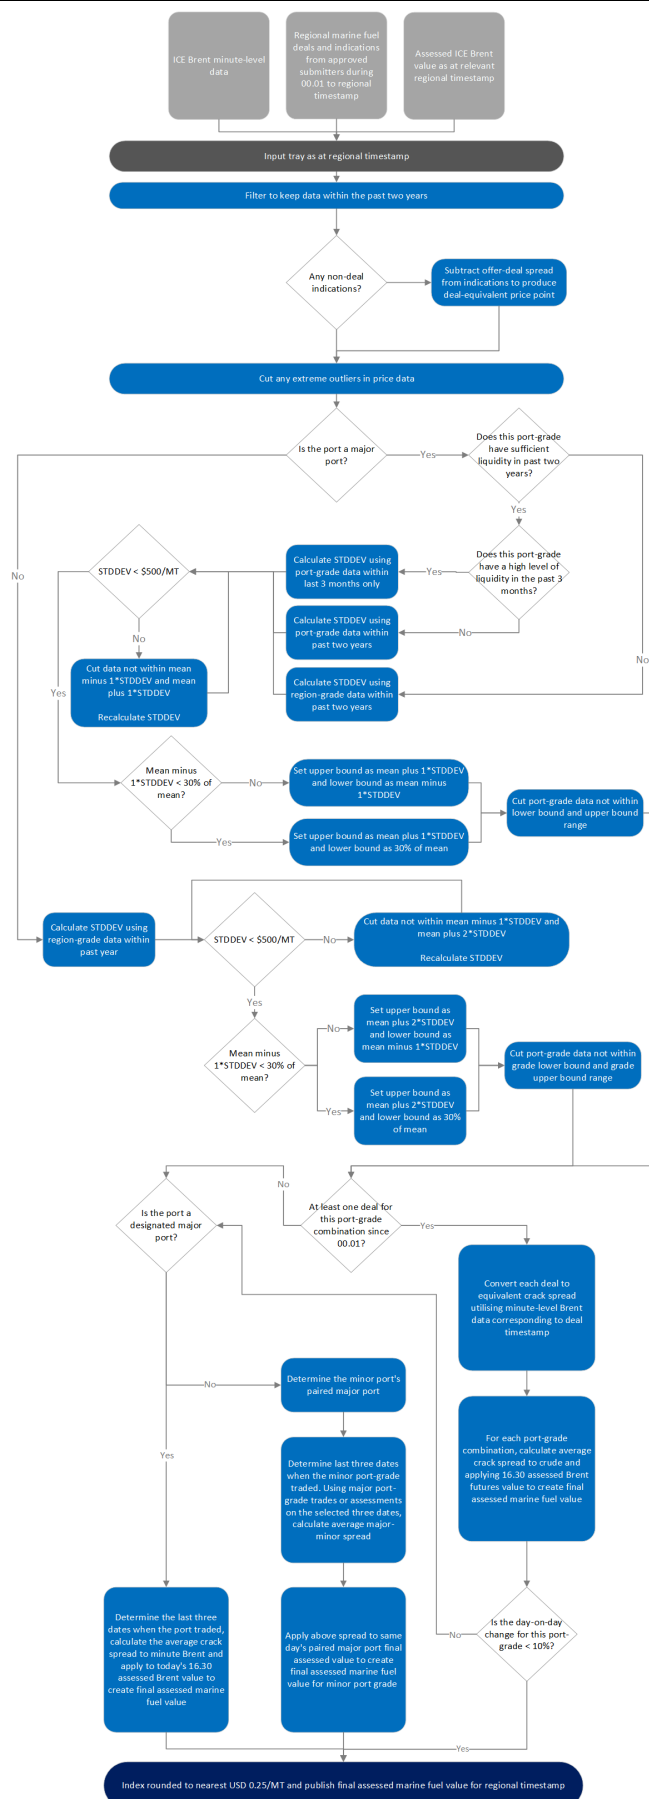 ICE Brent minute-level
data
Regional marine fuel
deals and indications
from approved
submitters during
00.01 to regional
timestamp
Assessed ICE Brent
value as at relevant
regional timestamp
Input tray as at regional timestamp
Filter to keep data within the past two years
Any non-deal
indications?
Subtract offer-deal spread
from indications to produce
deal-equivalent price point
Cut any extreme outliers in price data
Is the port a major
port?
Yes
Does this port-grade
have sufficient
liquidity in past two
years?
No
Yes
STDDEV < $500/MT
Calculate STDDEV using
port-grade data within
last 3 months only
Yes
Does this port-grade
have a high level of
liquidity in the past 3
months?
No
Calculate STDDEV using
port-grade data within
past two years
No
No
Cut data not within mean
minus 1*STDDEV and mean
plus 1*STDDEV
Recalculate STDDEV
Calculate STDDEV using
region-grade data within
past two years
Yes
Mean minus
1*STDDEV < 30% of
mean?
No
Set upper bound as mean plus 1*STDDEV
and lower bound as mean minus
1*STDDEV
Yes
Set upper bound as mean plus 1*STDDEV
and lower bound as 30% of mean
Cut port-grade data not within
lower bound and upper bound
range
Calculate STDDEV using
region-grade data within
past year
STDDEV < $500/MT
No
Cut data not within mean minus 1*STDDEV and
mean plus 2*STDDEV
Recalculate STDDEV
Yes
Mean minus
1*STDDEV < 30% of
mean?
No
Set upper bound as
mean plus 2*STDDEV
and lower bound as
mean minus 1*STDDEV
Yes
Set upper bound as
mean plus 2*STDDEV
and lower bound as 30%
of mean
Cut port-grade data not within
grade lower bound and grade
upper bound range
No
Is the port a
designated major
port?
At least one deal for
this port-grade
combination since
00.01?
Yes
Convert each deal to
equivalent crack spread
utilising minute-level Brent
data corresponding to deal
timestamp
No
Determine the minor port's
paired major port
Yes
For each port-grade
combination, calculate average
crack spread to crude and
applying 16.30 assessed Brent
futures value to create final
assessed marine fuel value
Determine last three dates
when the minor port-grade
traded. Using major port-
grade trades or assessments
on the selected three dates,
calculate average major-
minor spread
Determine the last three
dates when the port traded,
calculate the average crack
spread to minute Brent and
apply to today's 16.30
assessed Brent value to
create final assessed marine
fuel value
Apply above spread to same
day's paired major port final
assessed value to create
final assessed marine fuel
value for minor port grade
No
Is the day-on-day
change for this port-
grade < 10%?
Yes
Index rounded to nearest USD 0.25/MT and publish final assessed marine fuel value for regional timestamp